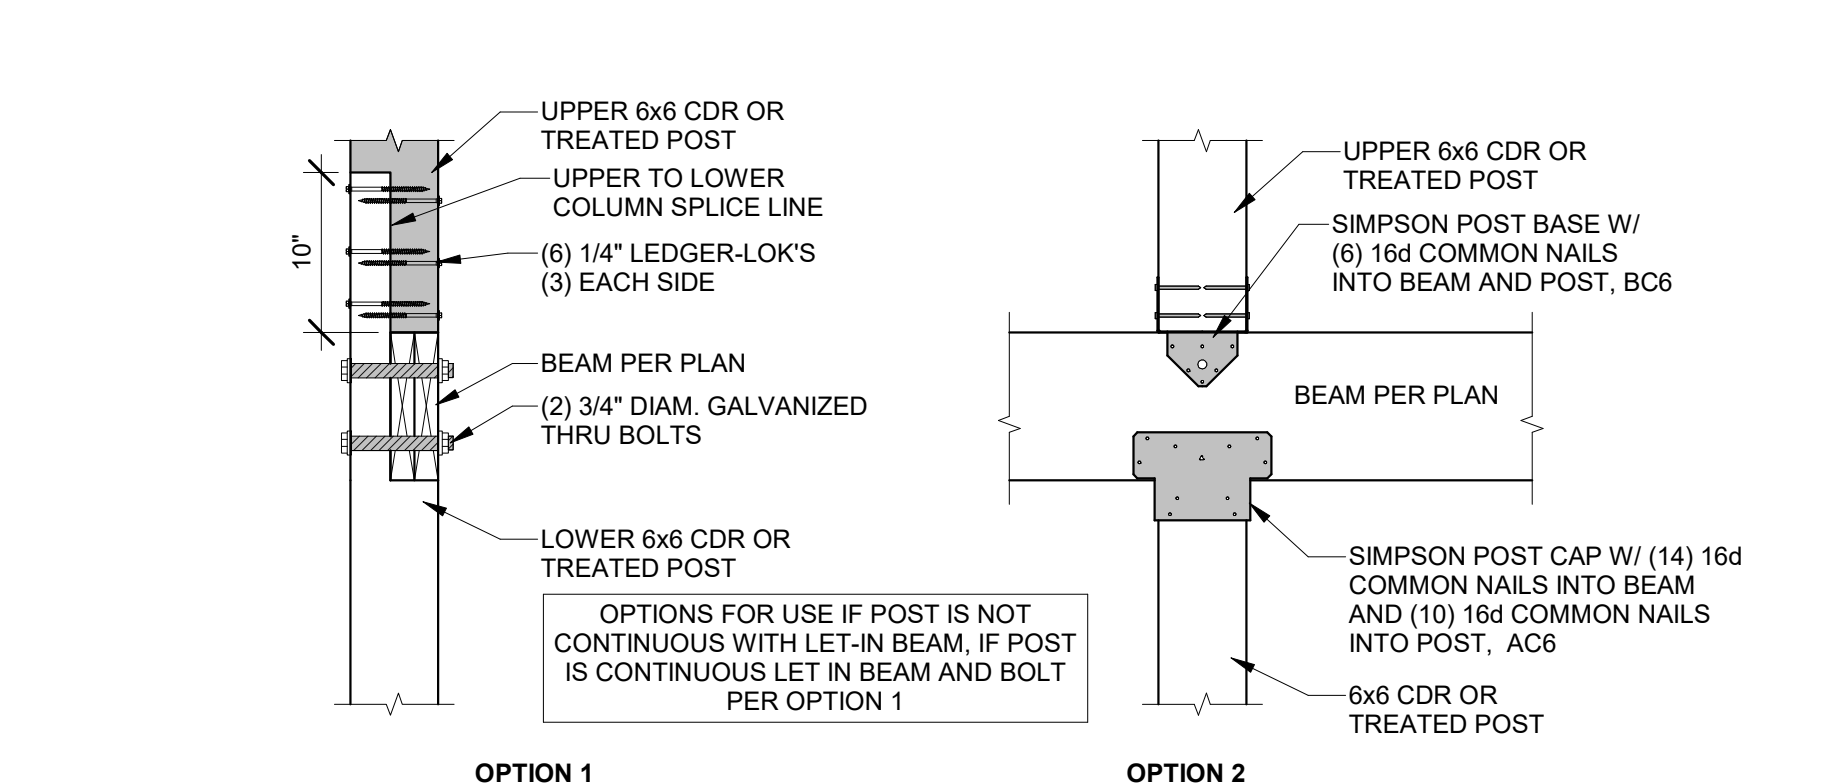 UPPER 6x6 CDR OR
TREATED POST
UPPER TO LOWER
COLUMN SPLICE LINE
10"
(6) 1/4" LEDGER-LOK'S
(3) EACH SIDE
BEAM PER PLAN
(2) 3/4" DIAM. GALVANIZED
THRU BOLTS
LOWER 6x6 CDR OR
TREATED POST
OPTIONS FOR USE IF POST IS NOT
CONTINUOUS WITH LET-IN BEAM, IF POST
IS CONTINUOUS LET IN BEAM AND BOLT
PER OPTION 1
OPTION 1
UPPER 6x6 CDR OR
TREATED POST
SIMPSON POST BASE W/
(6) 16d COMMON NAILS
INTO BEAM AND POST, BC6
BEAM PER PLAN
SIMPSON POST CAP W/ (14) 16d
COMMON NAILS INTO BEAM
AND (10) 16d COMMON NAILS
INTO POST, AC6
6x6 CDR OR
TREATED POST
OPTION 2